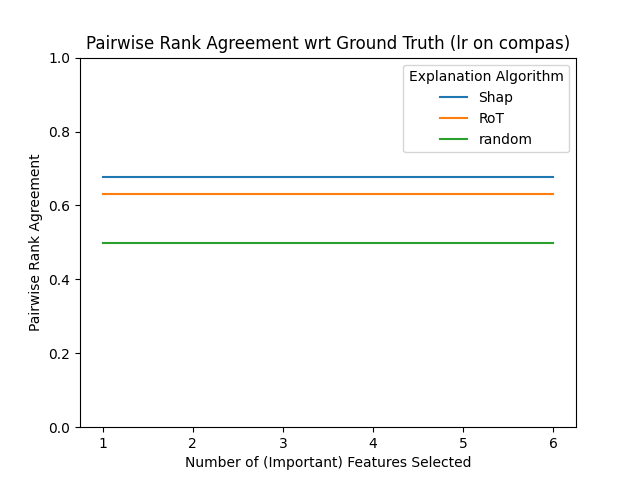 Pairwise Rank Agreement wrt Ground Truth (lr on compas)
Explanation Algorithm
Shap
RoT
random
Pairwise Rank Agreement
1.0
0.8
0.6
0.4
0.2
0.0
1 2 3 4 5 6
Number of (Important) Features Selected